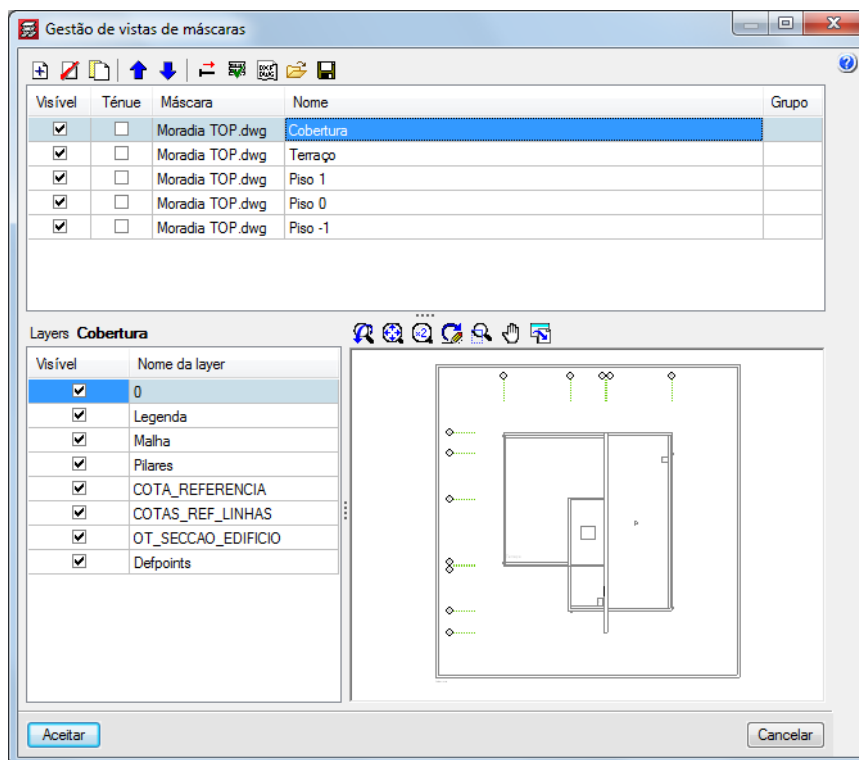 Gestão de vistas de máscaras
Visível Ténue Máscara Nome Grupo
Moradia TOP.dwg Cobertura
Moradia TOP.dwg Terraço
Moradia TOP.dwg Piso 1
Moradia TOP.dwg Piso 0
Moradia TOP.dwg Piso -1
Layers Cobertura
Visível Nome da layer
0
Legenda
Malha
Pilares
COTA_REFERENCIA
COTAS_REF_LINHAS
OT_SECCAO_EDIFICIO
Defpoints
Aceitar Cancelar